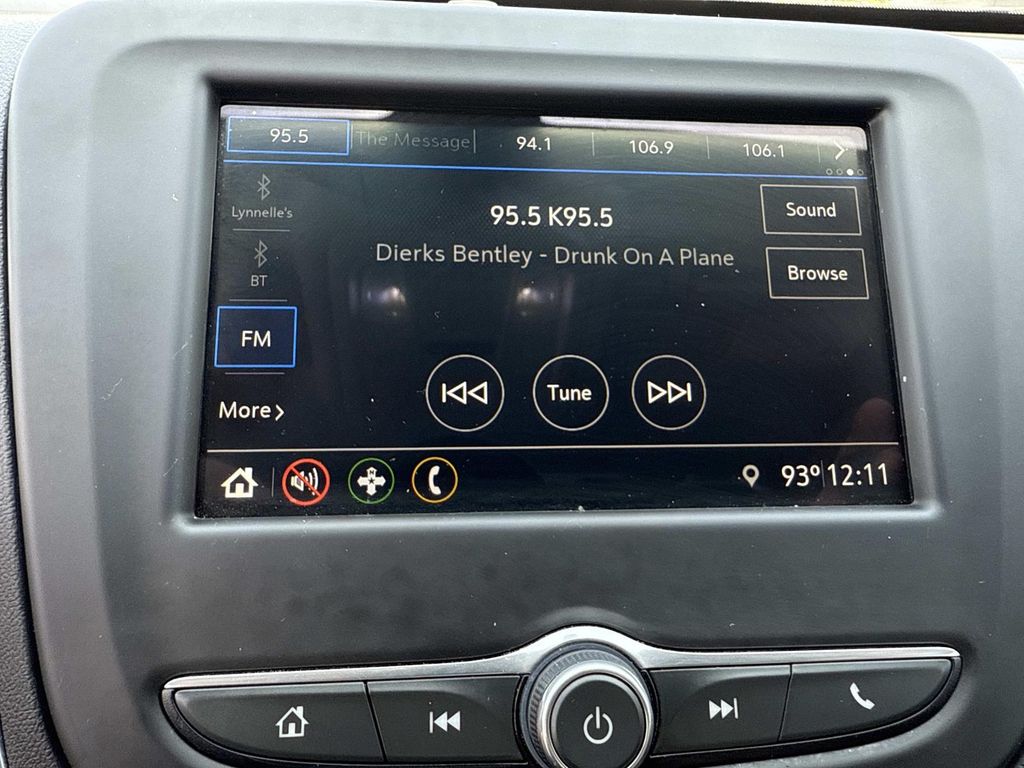 95.5 The Message 94.1 106.9 106.1
Lynnelle's
95.5 K95.5
Sound
Dierks Bentley - Drunk On A Plane
BT
Browse
FM
Tune
More
N
93° 12:11